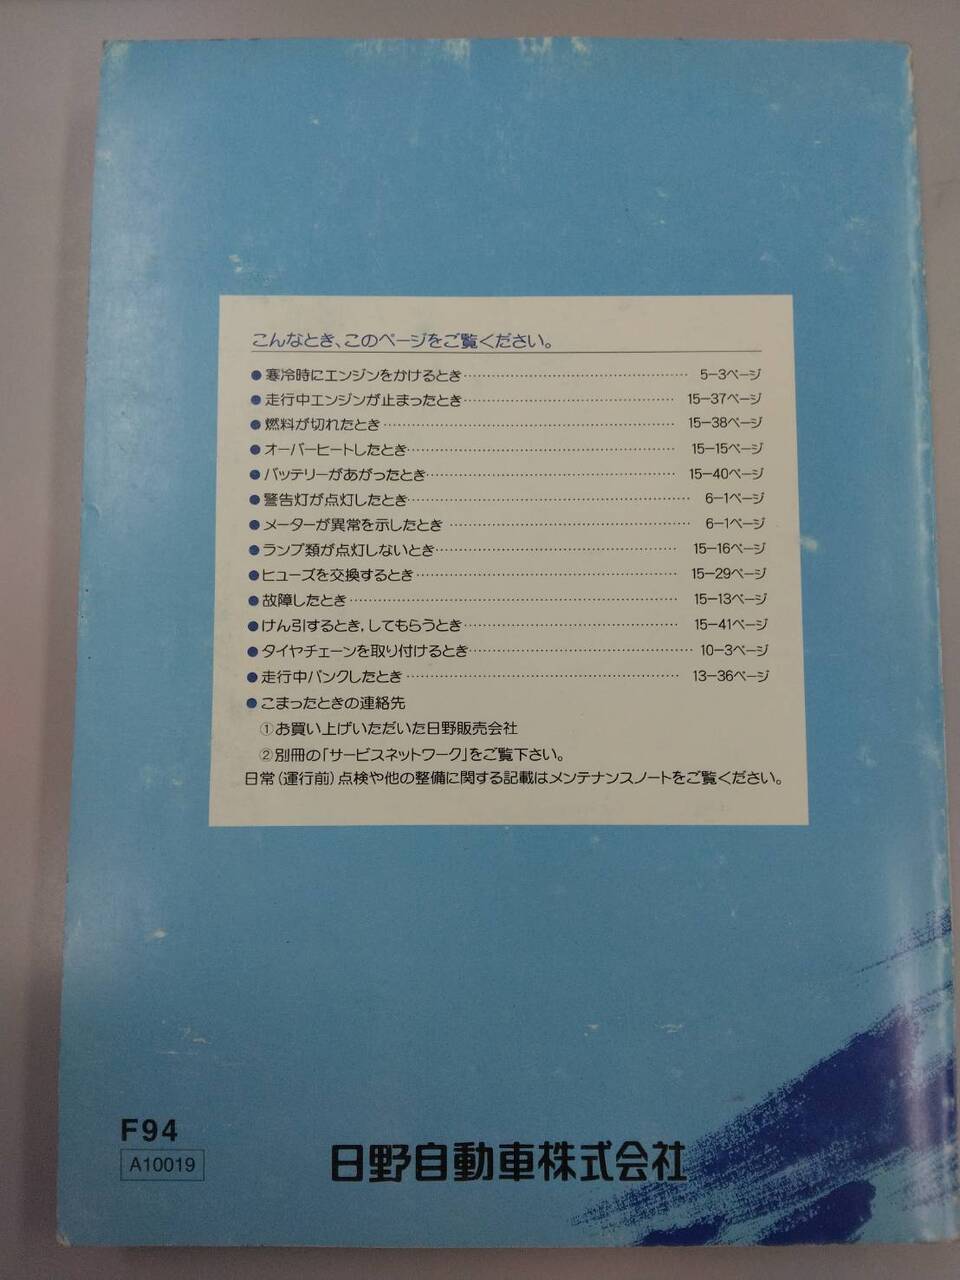 こんなとき、このページをご覧ください。
●寒冷時にエンジンをかけるとき…………………………5−3ページ
●走行中エンジンが止まったとき…………………………15−37ページ
●燃料が切れたとき…………………………15−38ページ
●オーバーヒートしたとき…………………………15−15ページ
●バッテリーがあがったとき…………………………15−40ページ
●警告灯が点灯したとき…………………………6−1ページ
●メーターが異常を示したとき…………………………6−1ページ
●ランプ類が点灯しないとき…………………………15−16ページ
●ヒューズを交換するとき…………………………15−29ページ
●故障したとき…………………………15−13ページ
●けん引するとき,してもらうとき…………………………15−41ページ
●タイヤチェーンを取り付けるとき…………………………10−3ページ
●走行中パンクしたとき…………………………13−36ページ
●こまったときの連絡先
①お買い上げいただいた日野販売会社
②別冊の「サービスネットワーク」をご覧下さい。
日常(運行前)点検や他の整備に関する記載はメンテナンスノートをご覧ください。
F94
A10019
日野自動車株式会社